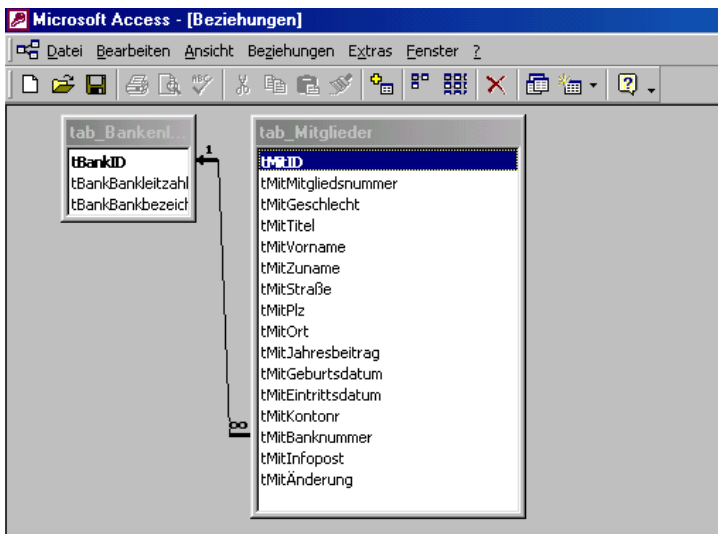 Microsoft Access - [Beziehungen]
Datei Bearbeiten Ansicht Beziehungen Extras Fenster ?
tab_Bankenl...
tBankID
tBankBankleitzahl
tBankBankbezeich
1
∞
tab_Mitglieder
tMitID
tMitMitgliedsnummer
tMitGeschlecht
tMitTitel
tMitVorname
tMitZuname
tMitStraße
tMitPlz
tMitOrt
tMitJahresbeitrag
tMitGeburtsdatum
tMitEintrittsdatum
tMitKontonr
tMitBanknummer
tMitInfopost
tMitÄnderung